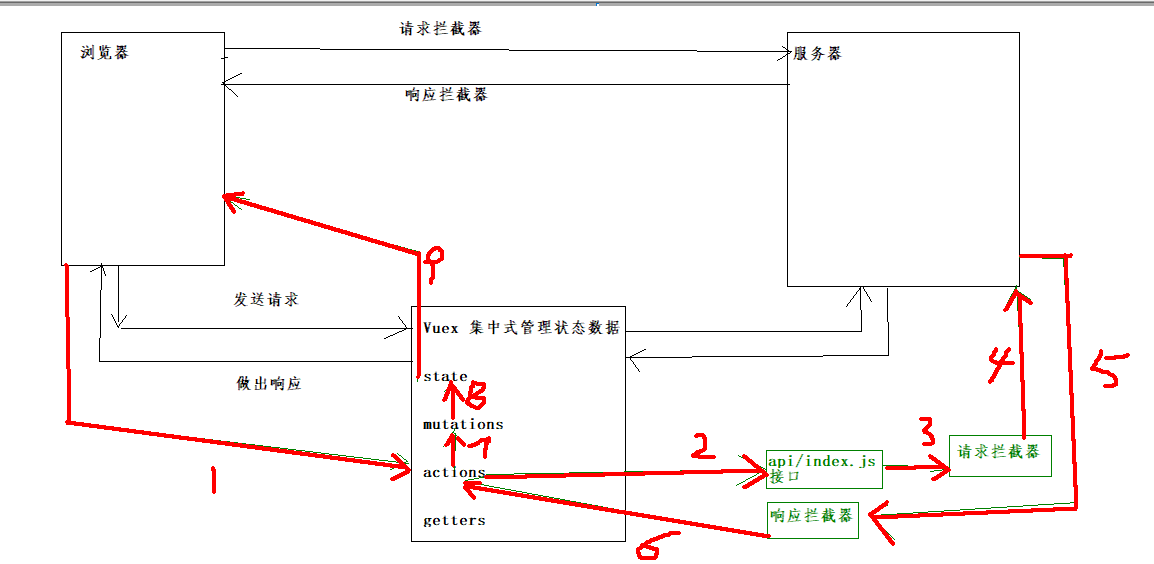 请求拦截器
浏览器
服务器
响应拦截器
9
发送请求
Vuex 集中式管理状态数据
做出响应
state
8
4
5
mutations
7
2
3
请求拦截器
actions
api/index.js
接口
1
getters
响应拦截器
6